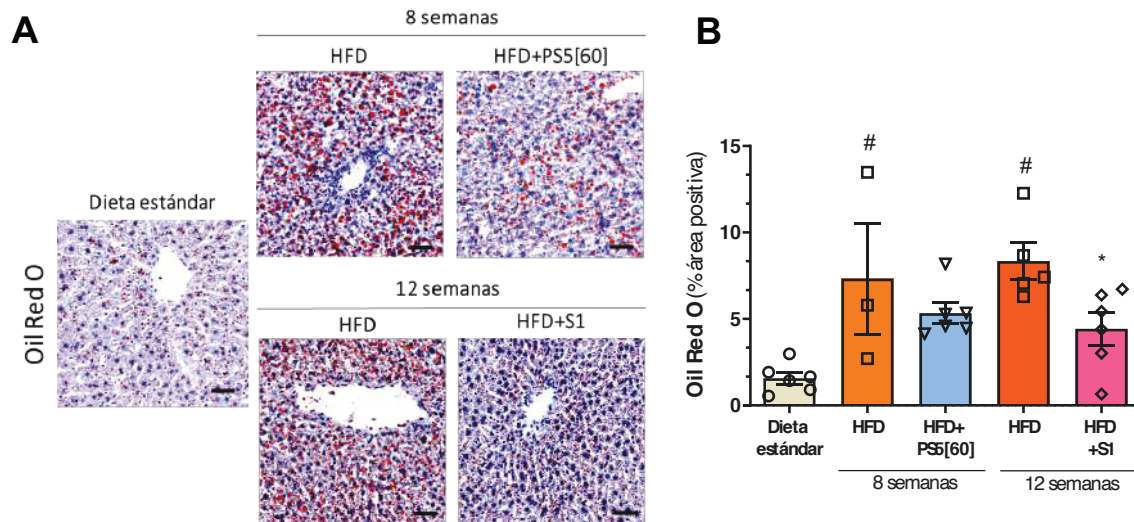 A
8 semanas
HFD
HFD+PS5[60]
Dieta estándar
Oil Red O
12 semanas
HFD
HFD+S1
B
Oil Red O (% área positiva)
15
10
5
0
#
#
*
Dieta estándar
HFD
HFD+ PS5[60]
HFD
HFD +S1
8 semanas
12 semanas